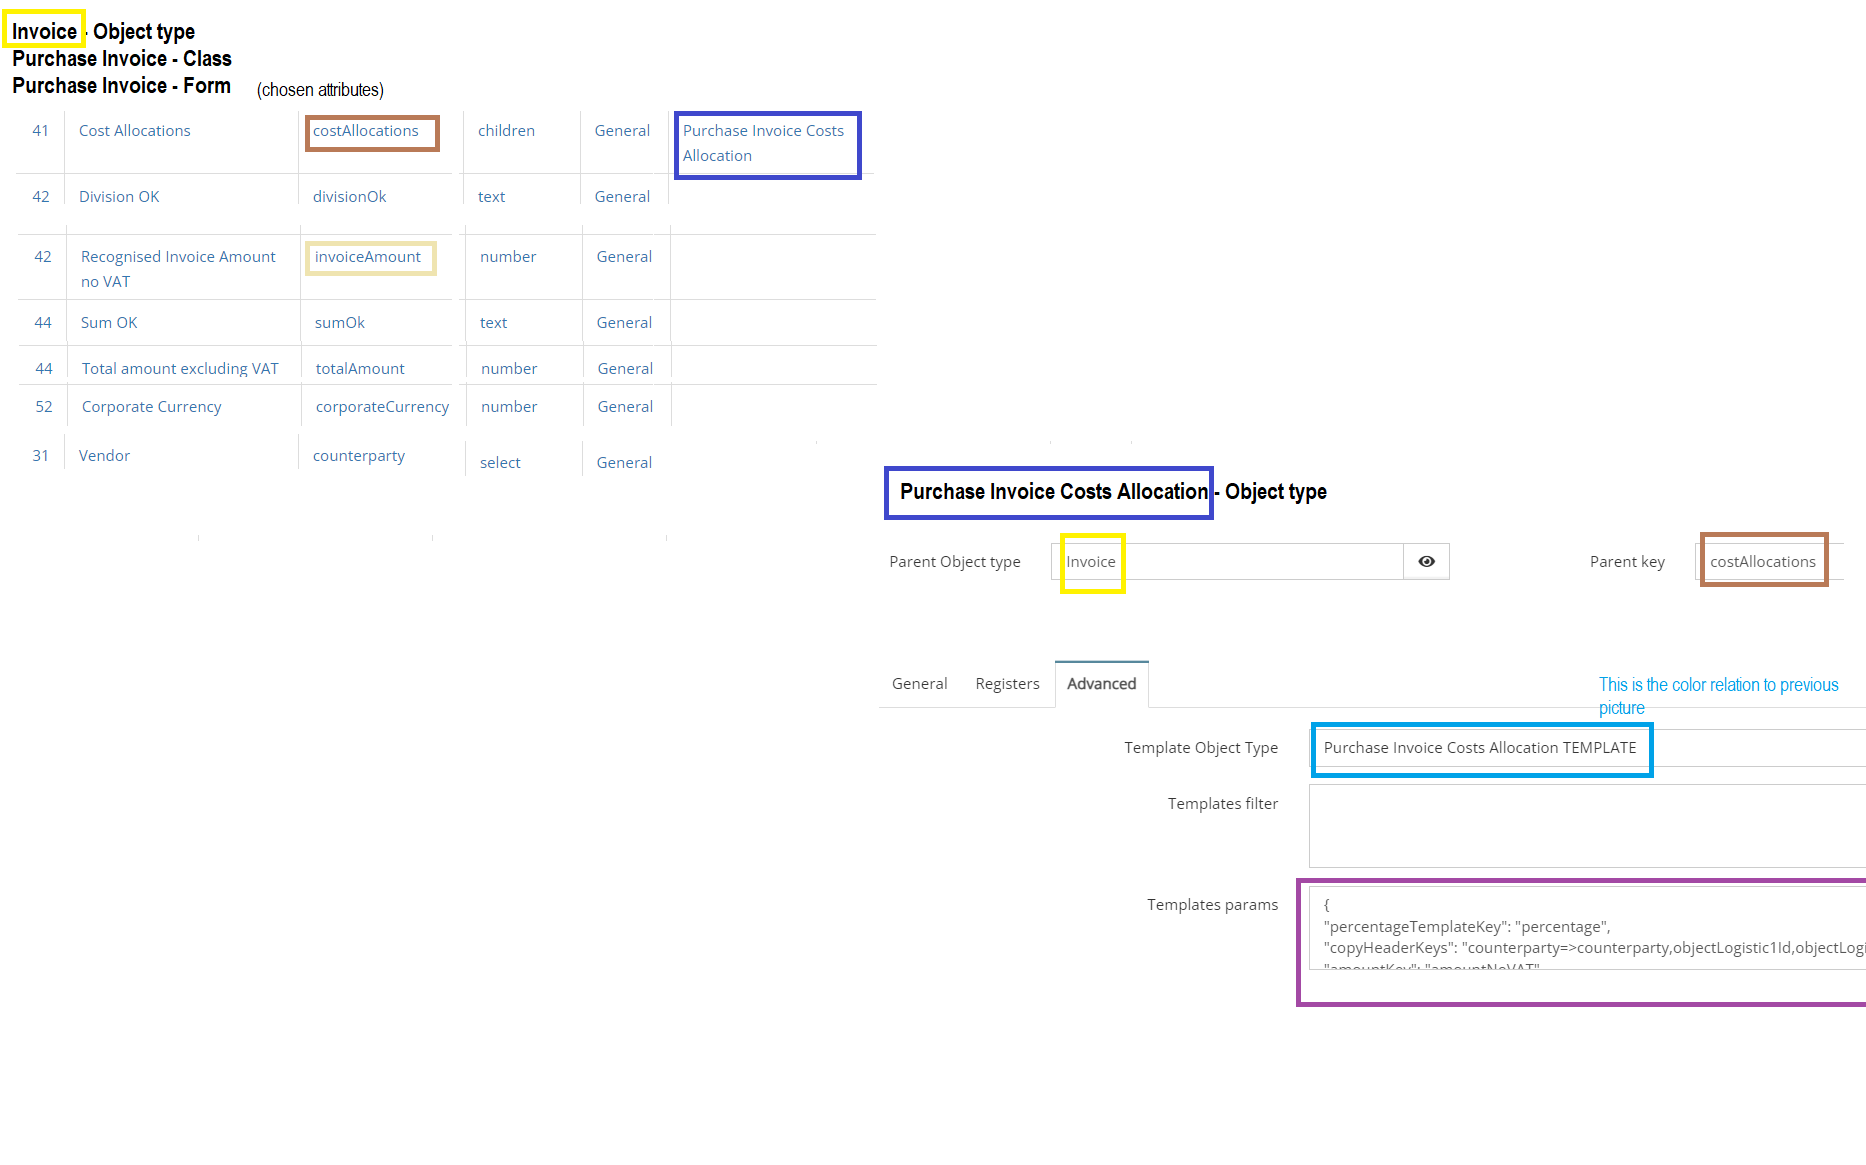 Invoice - Object type
Purchase Invoice - Class
Purchase Invoice - Form (chosen attributes)
41 Cost Allocations costAllocations children General Purchase Invoice Costs
Allocation
42 Division OK divisionOk text General
42 Recognised Invoice Amount invoiceAmount number General
no VAT
44 Sum OK sumOk text General
44 Total amount excluding VAT totalAmount number General
52 Corporate Currency corporateCurrency number General
31 Vendor counterparty select General
Purchase Invoice Costs Allocation - Object type
Parent Object type Invoice Parent key costAllocations
General Registers Advanced
This is the color relation to previous
picture
Template Object Type Purchase Invoice Costs Allocation TEMPLATE
Templates filter
Templates params {
"percentageTemplateKey": "percentage",
"copyHeaderKeys": "counterparty=>counterparty,objectLogistic1Id,objectLogi
"amountKey": "amountNoVAT"